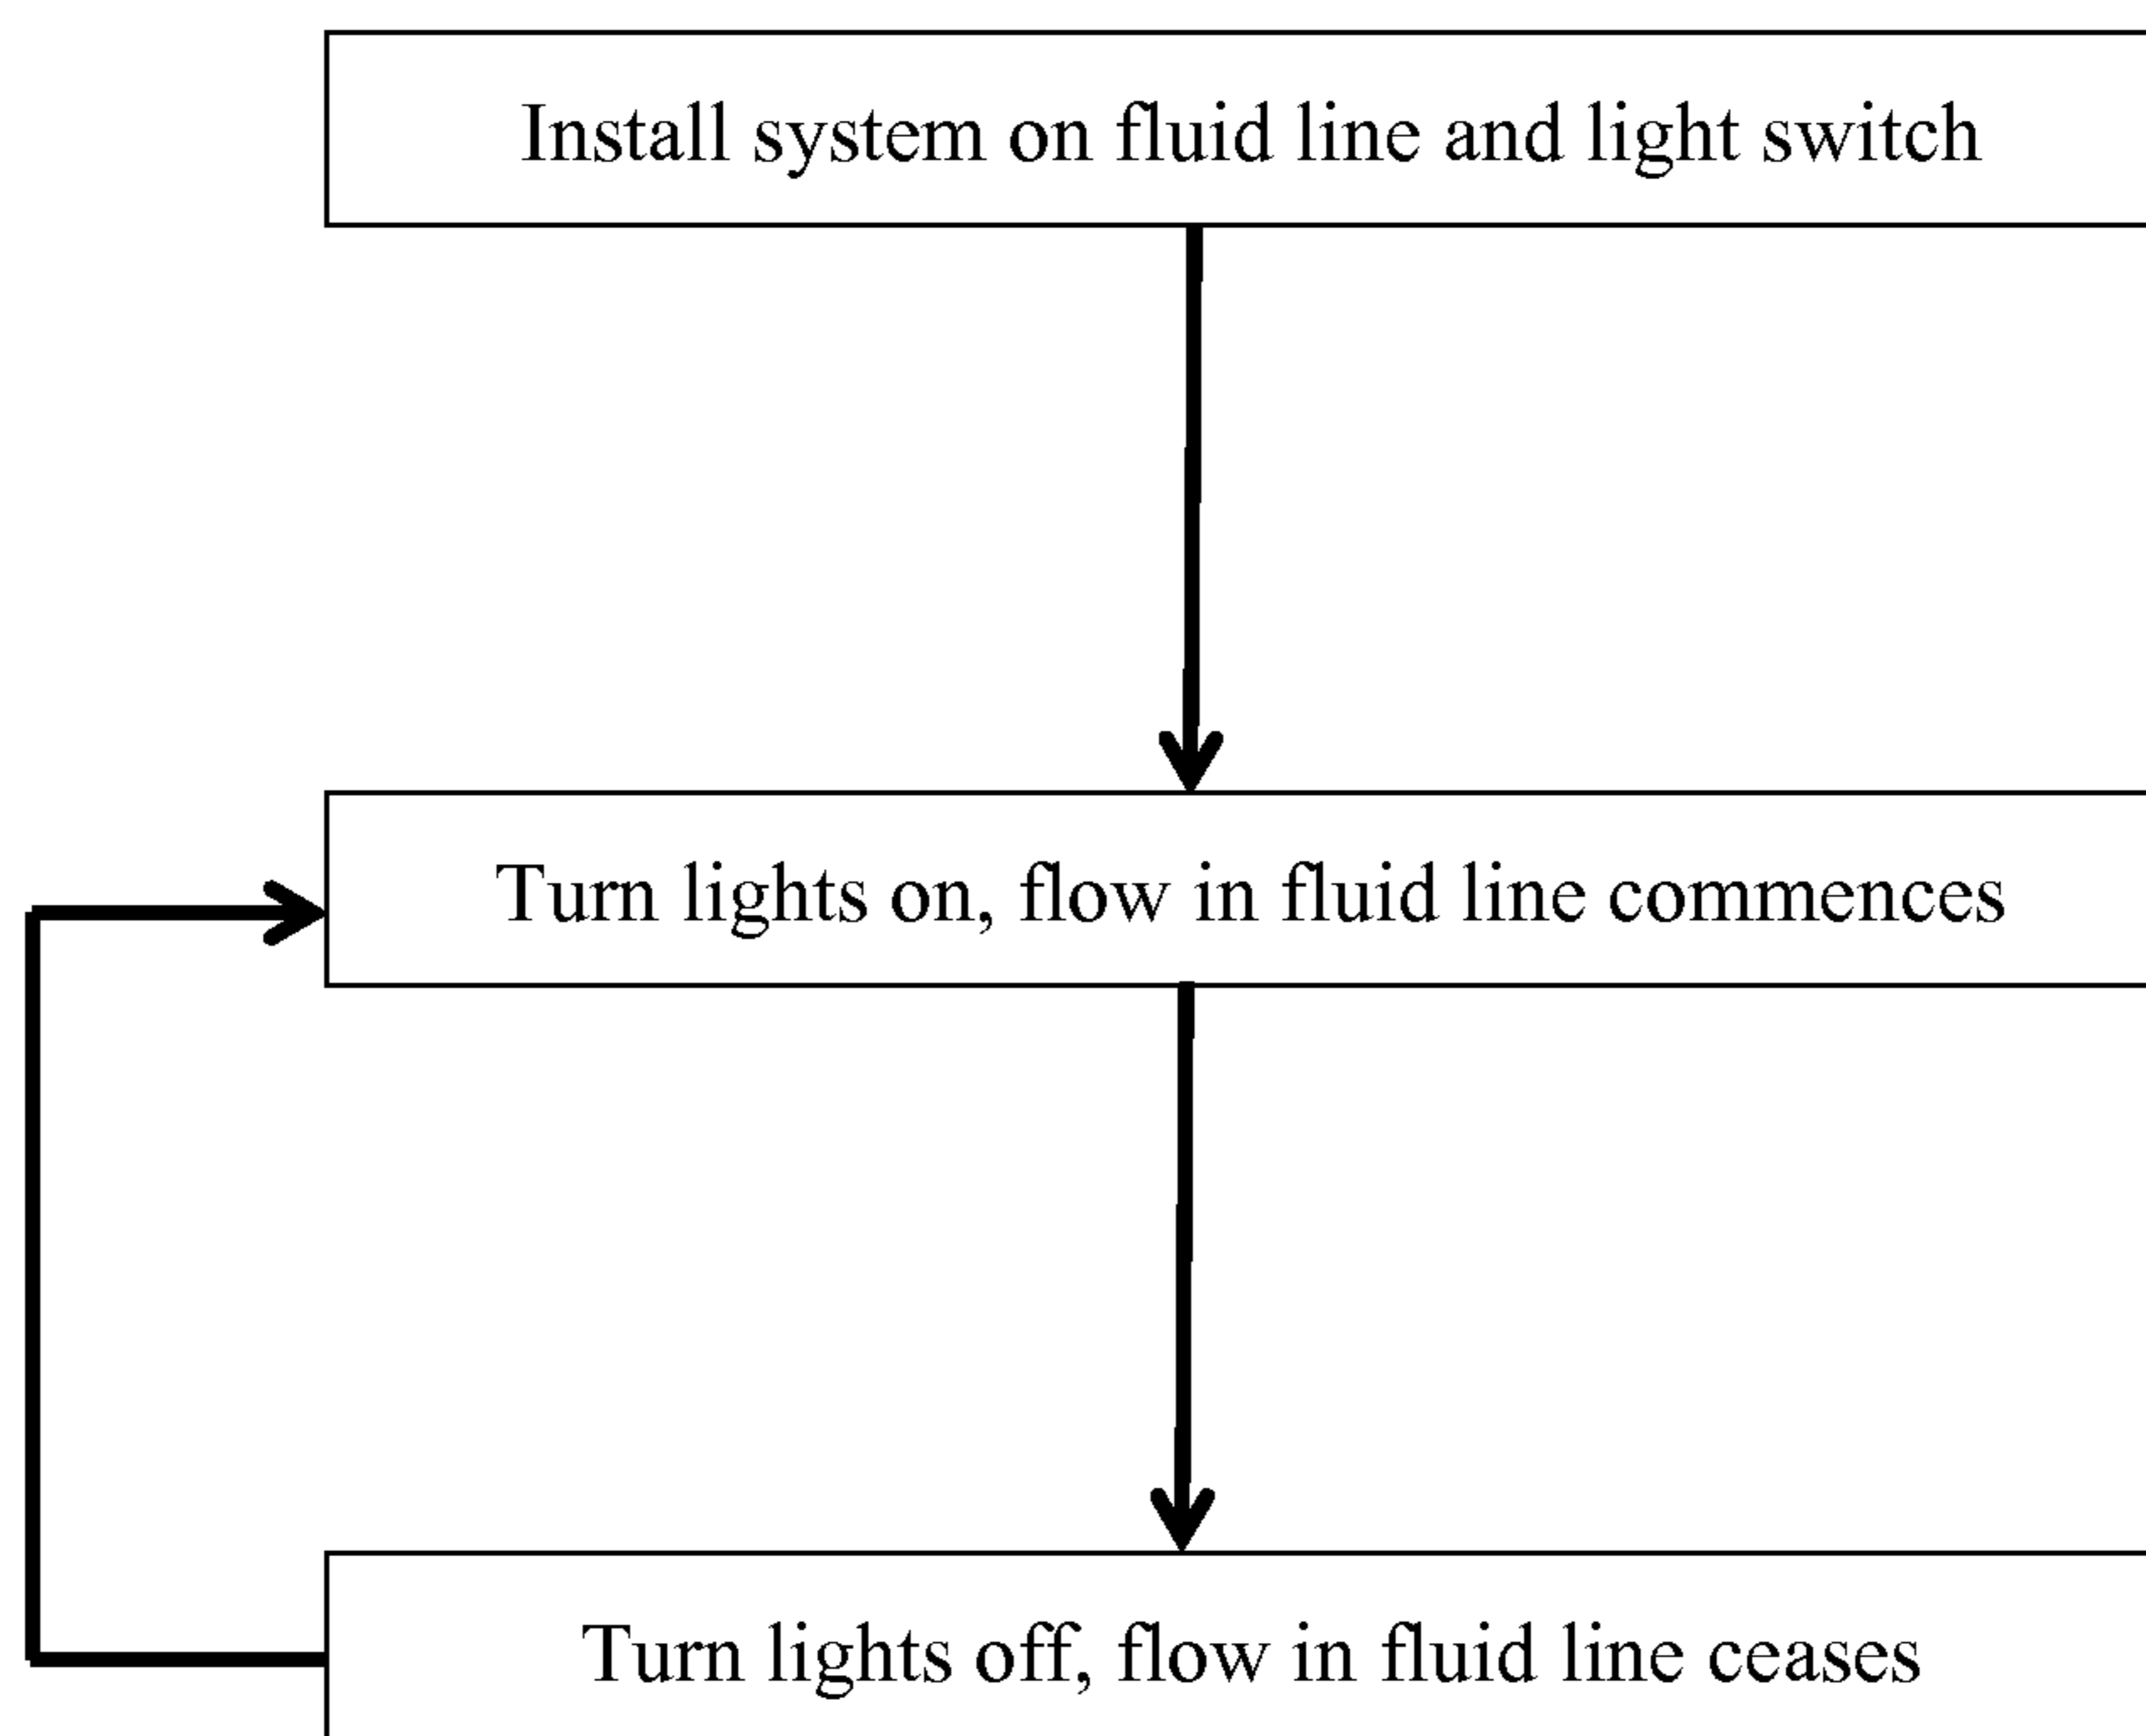 Install system on fluid line and light switch
Turn lights on, flow in fluid line commences
Turn lights off, flow in fluid line ceases